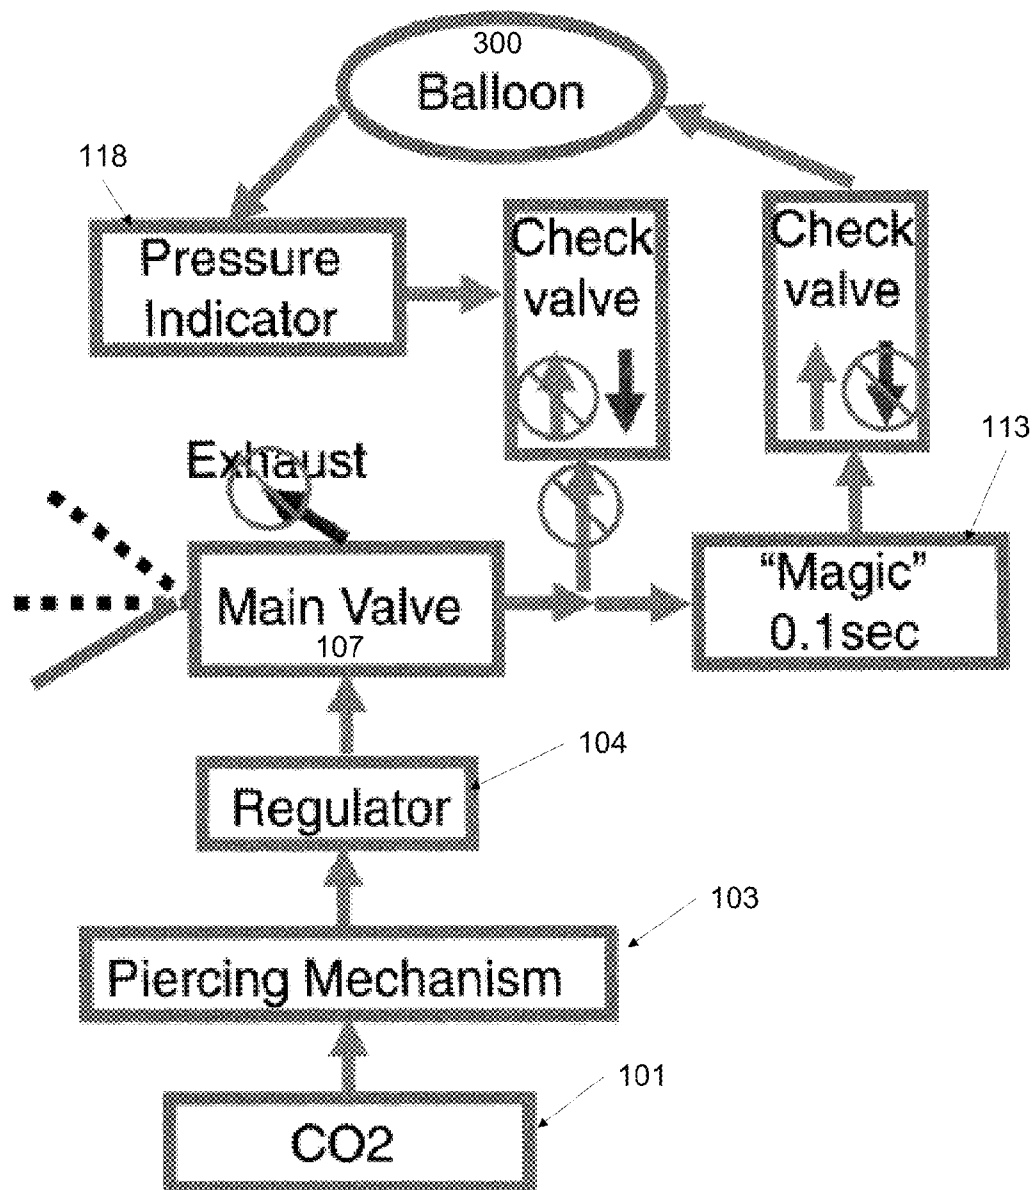 300
Balloon
118
Pressure
Indicator
Check
valve
Check
valve
113
Exhaust
Main Valve
107
“Magic”
0.1sec
104
Regulator
103
Piercing Mechanism
101
CO2